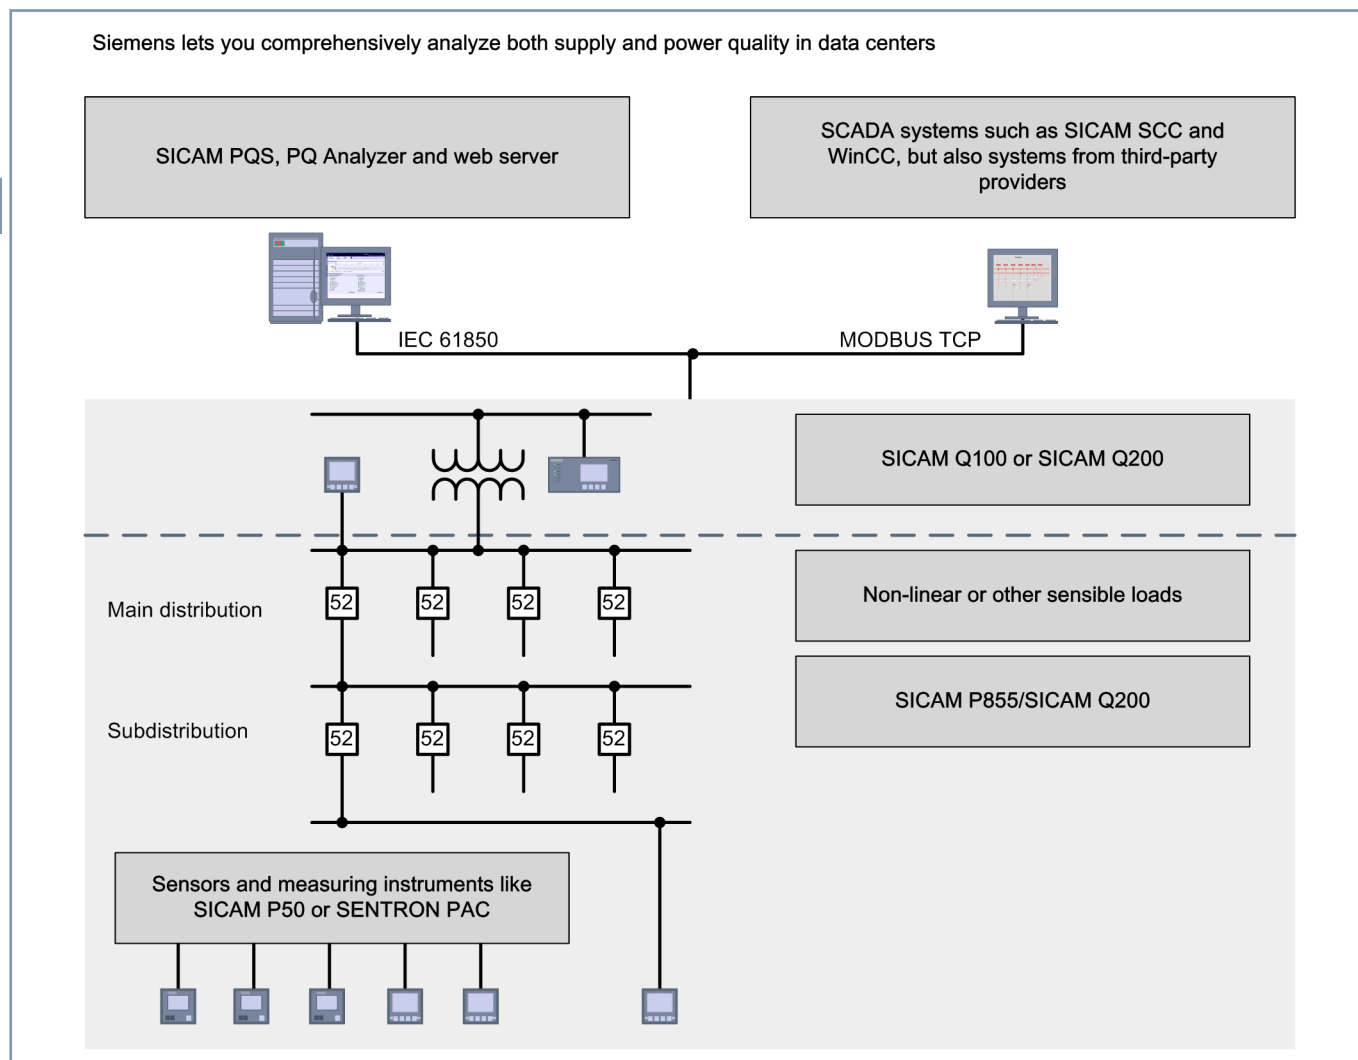 Siemens lets you comprehensively analyze both supply and power quality in data centers
SICAM PQS, PQ Analyzer and web server
SCADA systems such as SICAM SCC and
WinCC, but also systems from third-party
providers
IEC 61850
MODBUS TCP
SICAM Q100 or SICAM Q200
Main distribution
52
52
52
52
Non-linear or other sensible loads
SICAM P855/SICAM Q200
Subdistribution
52
52
52
52
Sensors and measuring instruments like
SICAM P50 or SENTRON PAC